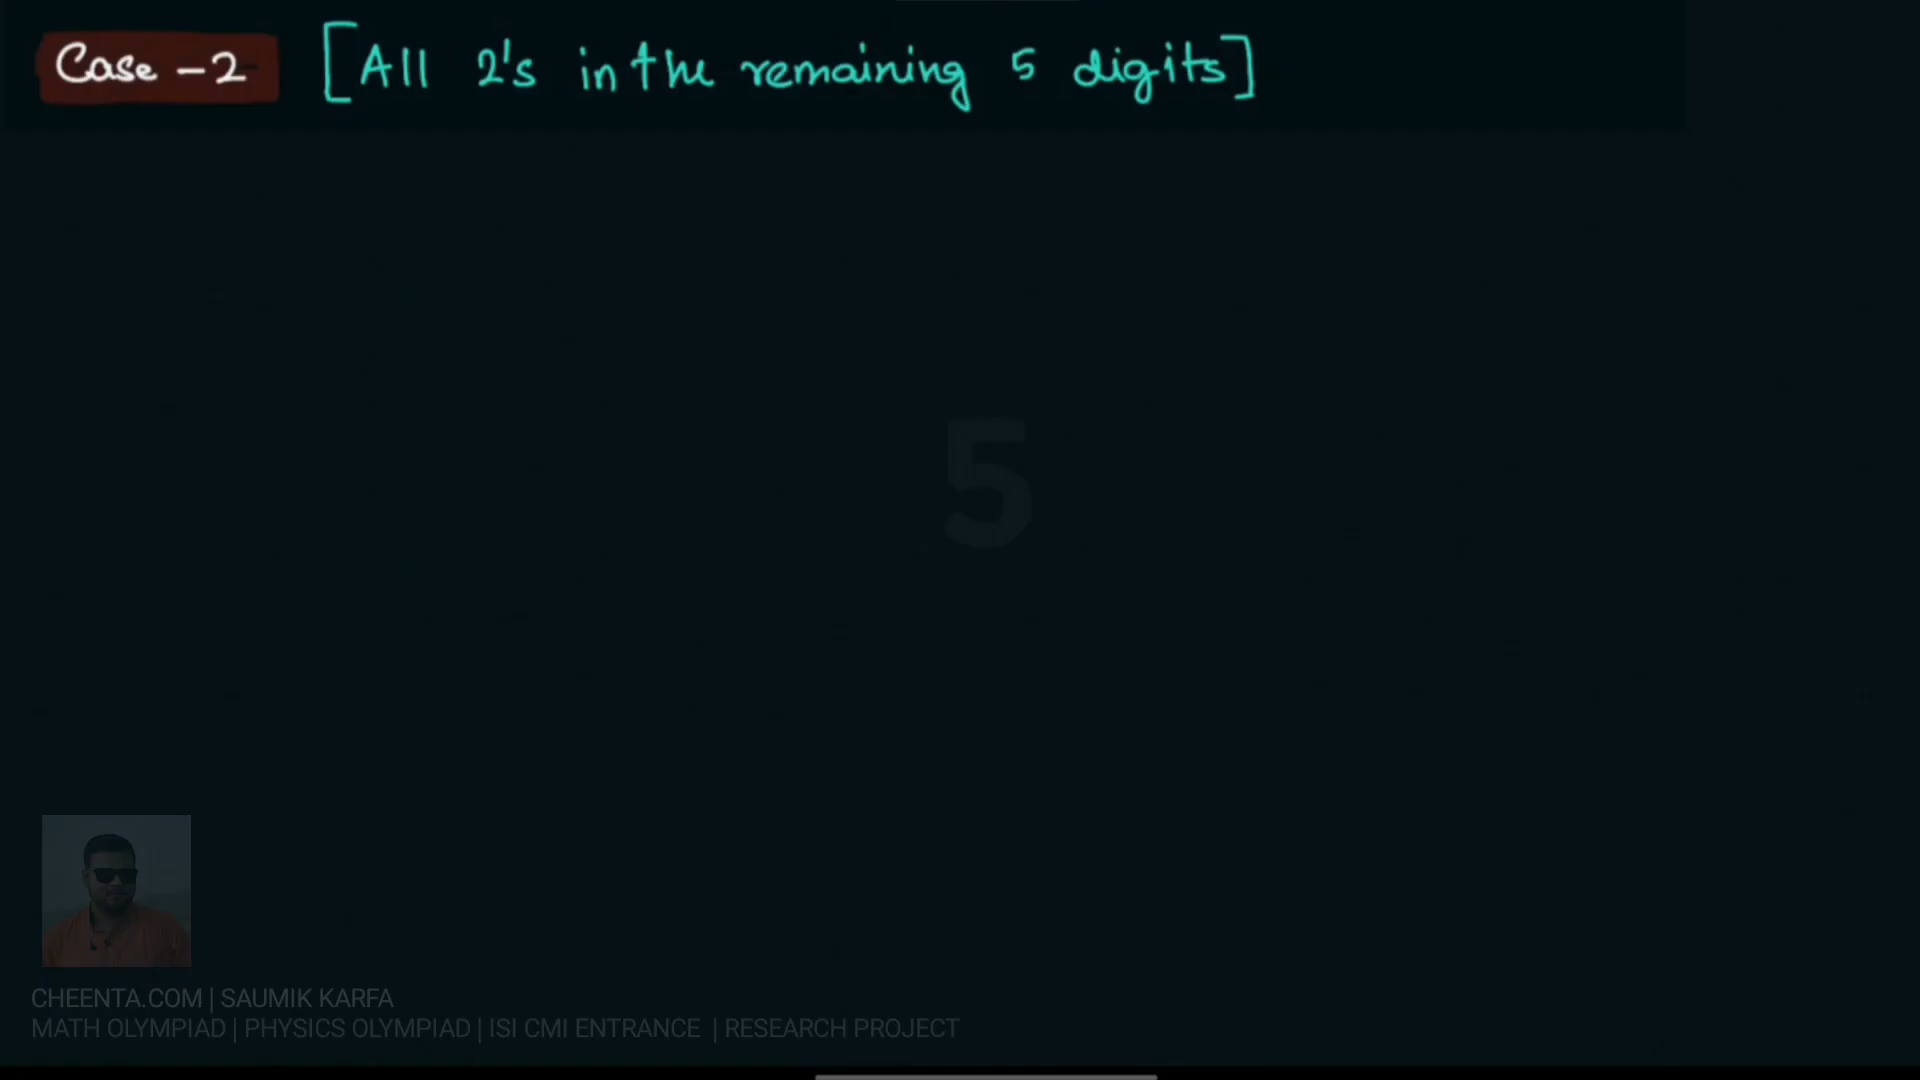 Case -2 [All 2's in the remaining 5 digits]
5
CHEENTA.COM | SAUMIK KARFA
MATH OLYMPIAD | PHYSICS OLYMPIAD | ISI CMI ENTRANCE | RESEARCH PROJECT